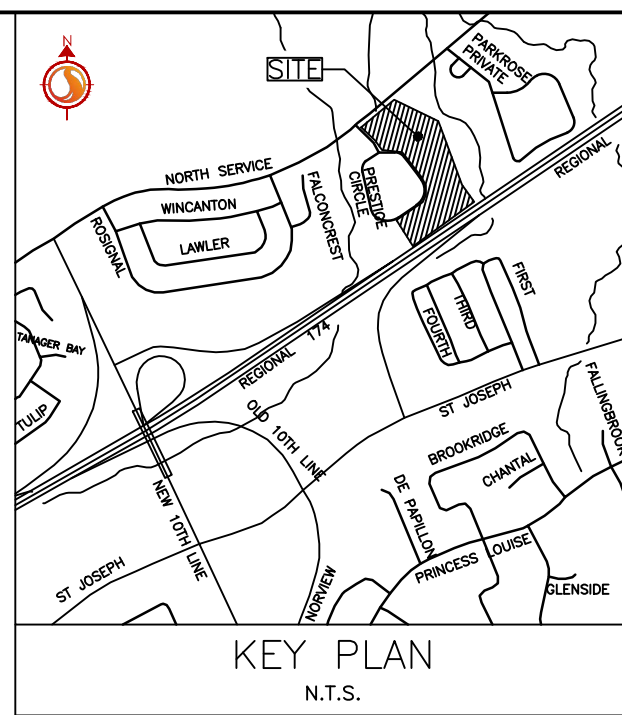 N
SITE
PARKROSE
PRIVATE
NORTH SERVICE
WINCANTON
LAWLER
ROSIGNAL
FALCONCREST
PRESTIGE
CIRCLE
REGIONAL
REGIONAL 174
TANAGER BAY
TULIP
FIRST
THIRD
FOURTH
ST JOSEPH
OLD 10TH LINE
NEW 10TH LINE
BROOKRIDGE
CHANTAL
FALLINGBROOK
DE PAPILLON
PRINCESS LOUISE
GLENSIDE
NORVIEW
ST JOSEPH
KEY PLAN
N.T.S.